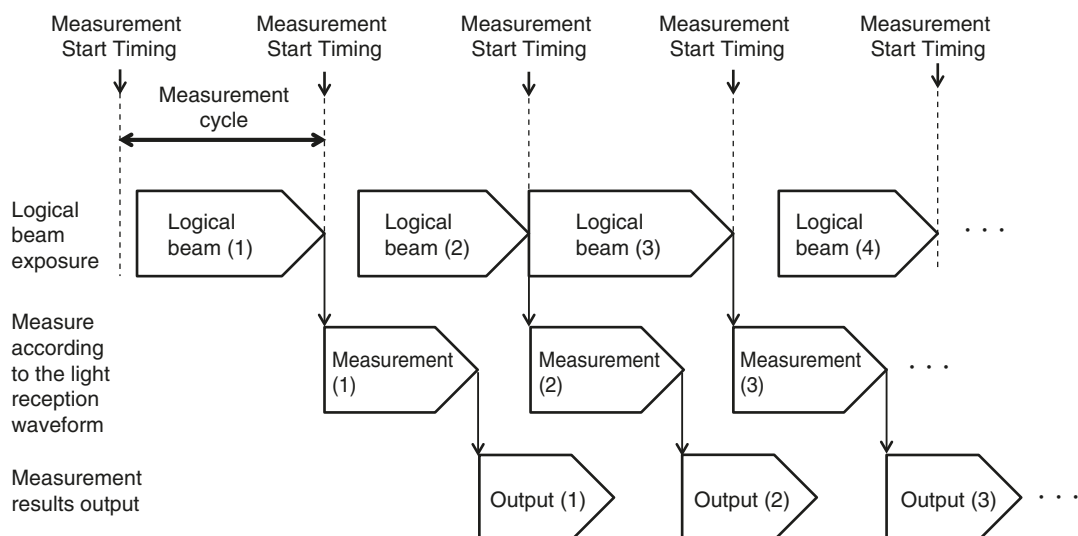 Measurement
Start Timing
Measurement
Start Timing
Measurement
Start Timing
Measurement
Start Timing
Measurement
Start Timing
Measurement
cycle
Logical
beam
exposure
Logical
beam (1)
Logical
beam (2)
Logical
beam (3)
Logical
beam (4)
· · ·
Measure
according
to the light
reception
waveform
Measurement
(1)
Measurement
(2)
Measurement
(3)
· · ·
Measurement
results output
Output (1)
Output (2)
Output (3)
· · ·